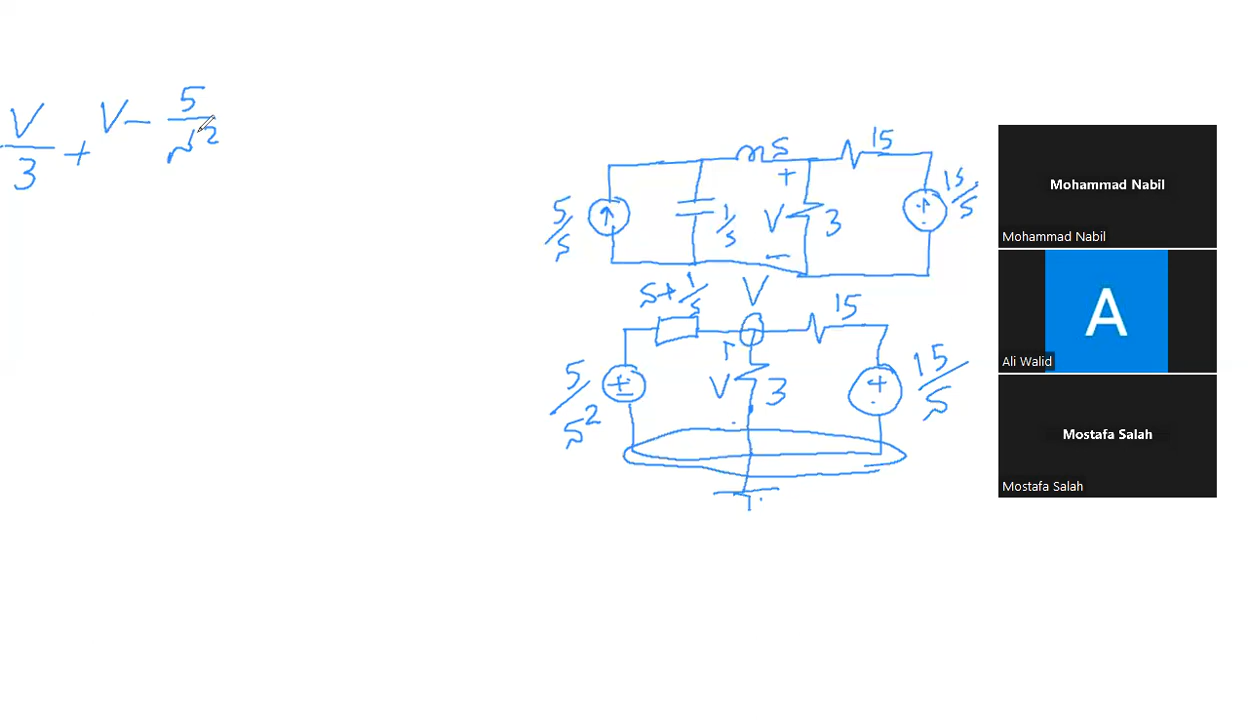 V/3 + V - 5/s²
5/s
1/s
s
+
V
-
3
15
15/s
+
-
5/s²
+
-
s+1/s
V
V
3
15
15/s
+
-
Mohammad Nabil
Mohammad Nabil
A
Ali Walid
Mostafa Salah
Mostafa Salah